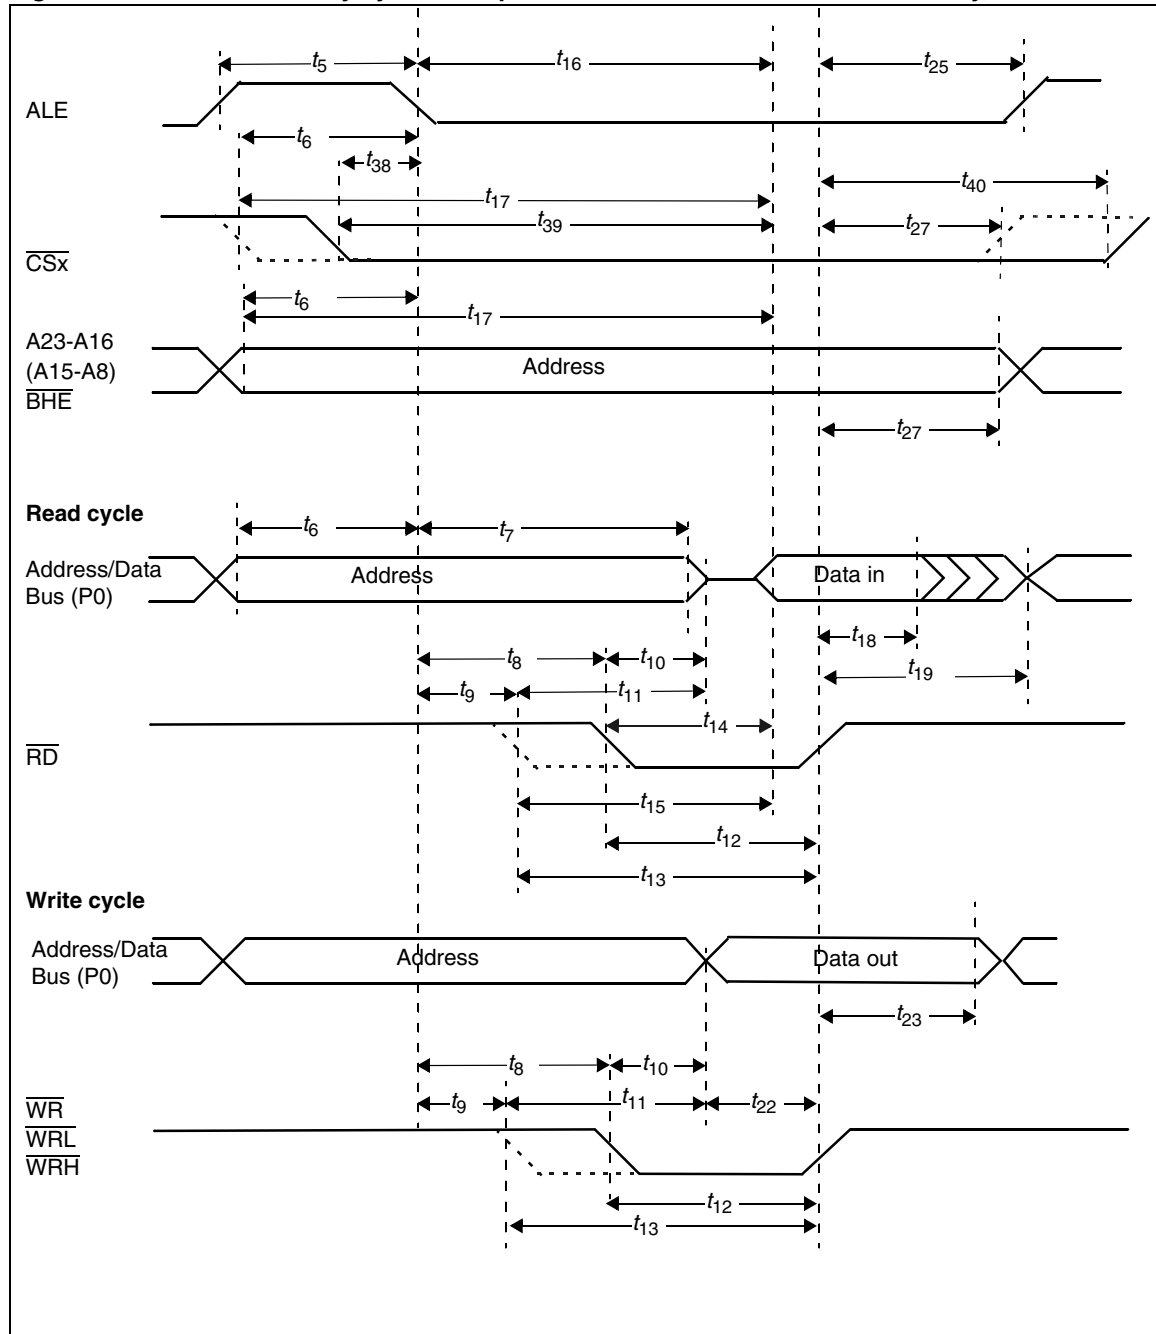 t5 t16 t25
ALE
t6
t38
t40
t17
t39 t27
CSx
t6
t17
A23-A16
(A15-A8)
BHE
Address
t27
Read cycle
t6 t7
Address/Data
Bus (P0)
Address
Data in
t18
t8 t10
t19
t9 t11
t14
RD
t15
t12
t13
Write cycle
Address/Data
Bus (P0)
Address
Data out
t23
t8 t10
t9 t11 t22
WR
WRL
WRH
t12
t13